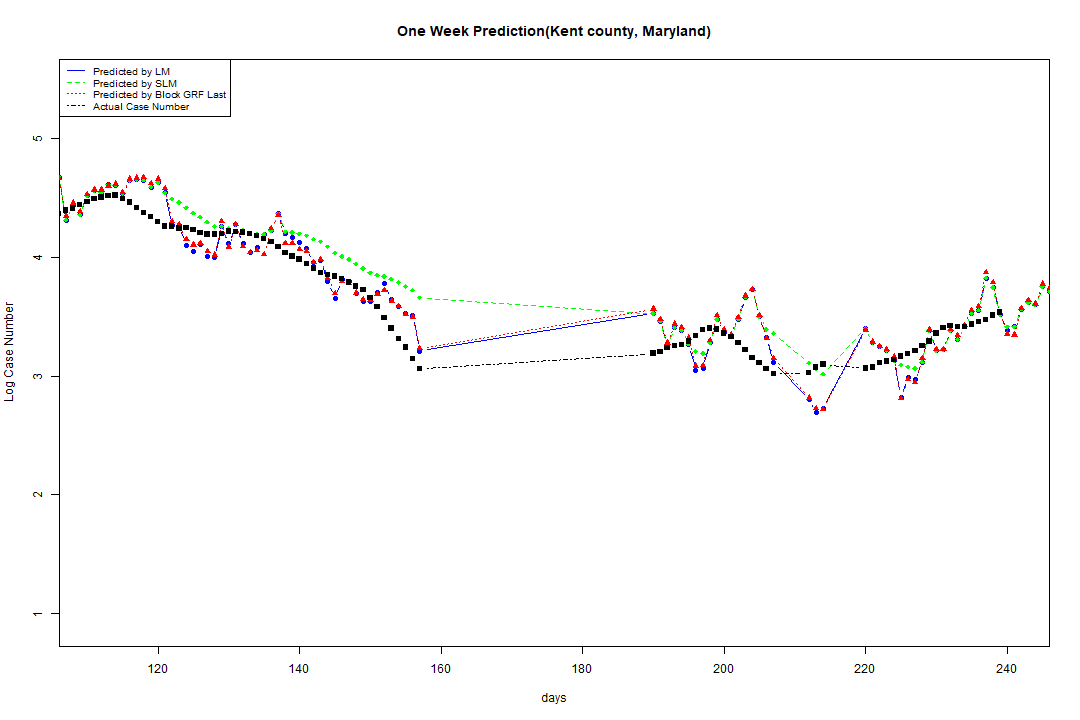 One Week Prediction(Kent county, Maryland)
Predicted by LM
Predicted by SLM
Predicted by Block GRF Last
Actual Case Number
5
4
3
2
1
Log Case Number
120 140 160 180 200 220 240
days